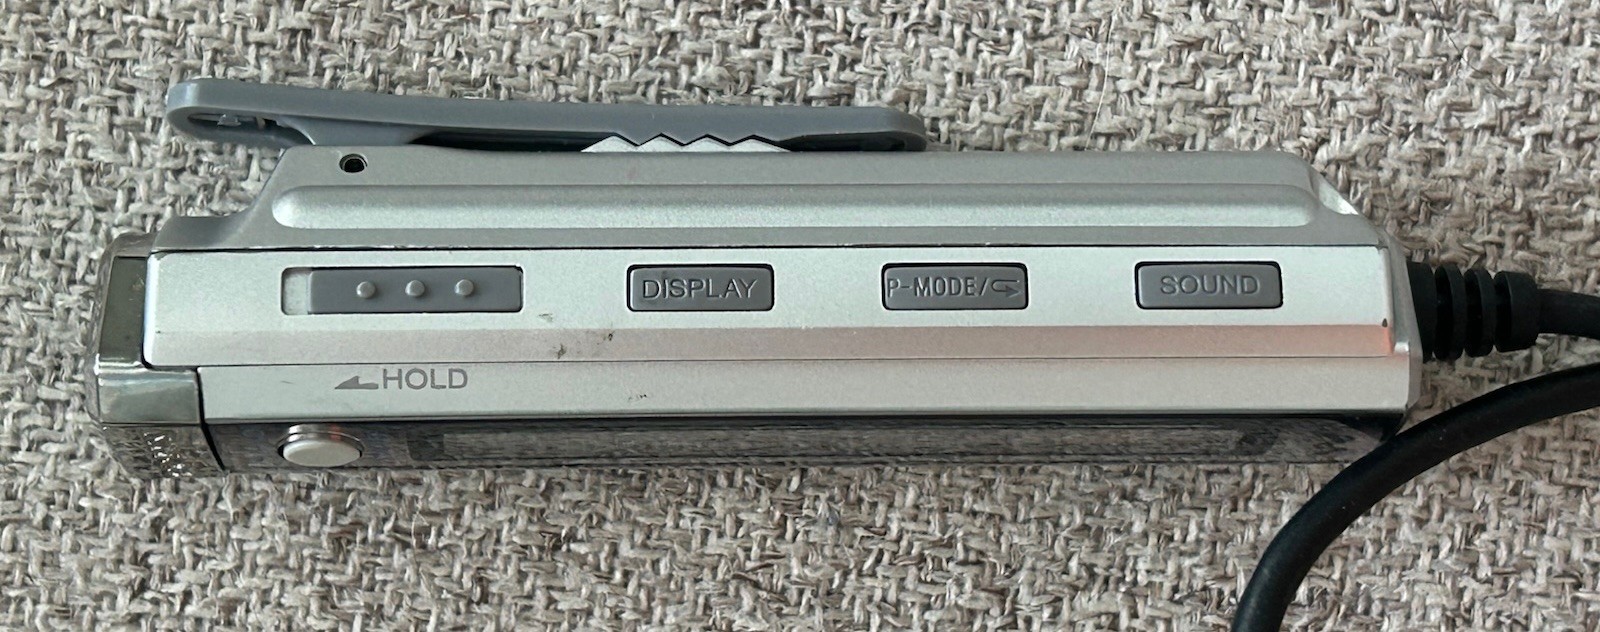 DISPLAY
P-MODE/⮌
SOUND
HOLD